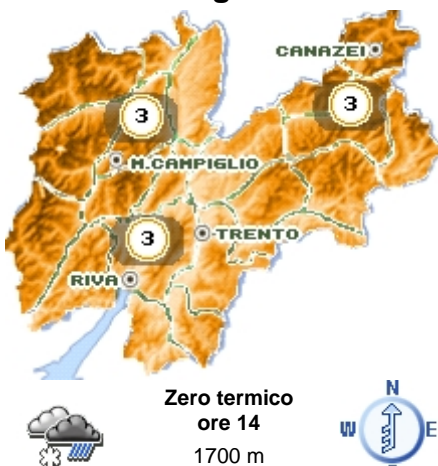 CANAZEI
3
3
M.CAMPIGLIO
3
TRENTO
RIVA
Zero termico
ore 14
1700 m
N
W E